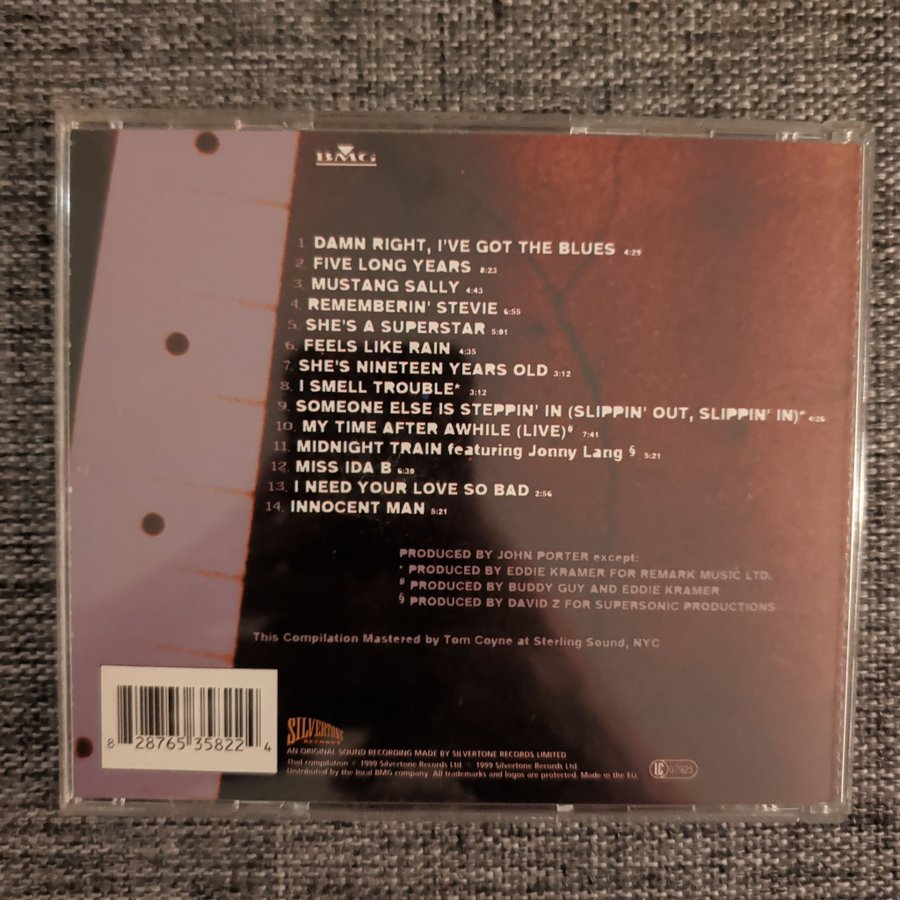 BMG
1. DAMN RIGHT, I'VE GOT THE BLUES 4:29
2. FIVE LONG YEARS 8:23
3. MUSTANG SALLY 4:43
4. REMEMBERIN' STEVIE 6:55
5. SHE'S A SUPERSTAR 5:01
6. FEELS LIKE RAIN 4:35
7. SHE'S NINETEEN YEARS OLD 3:12
8. I SMELL TROUBLE* 3:12
9. SOMEONE ELSE IS STEPPIN' IN (SLIPPIN' OUT, SLIPPIN' IN)* 4:26
10. MY TIME AFTER AWHILE (LIVE)# 7:41
11. MIDNIGHT TRAIN featuring Jonny Lang § 5:21
12. MISS IDA B 6:30
13. I NEED YOUR LOVE SO BAD 2:56
14. INNOCENT MAN 5:21
PRODUCED BY JOHN PORTER except:
* PRODUCED BY EDDIE KRAMER FOR REMARK MUSIC LTD.
# PRODUCED BY BUDDY GUY AND EDDIE KRAMER
§ PRODUCED BY DAVID Z FOR SUPERSONIC PRODUCTIONS
This Compilation Mastered by Tom Coyne at Sterling Sound, NYC
8 28765 35822 4
SILVERTONE
RECORDS
AN ORIGINAL SOUND RECORDING MADE BY SILVERTONE RECORDS LIMITED
This compilation ℗ 1999 Silvertone Records Ltd. © 1999 Silvertone Records Ltd.
Distributed by the local BMG company. All trademarks and logos are protected. Made in the EU.
LC